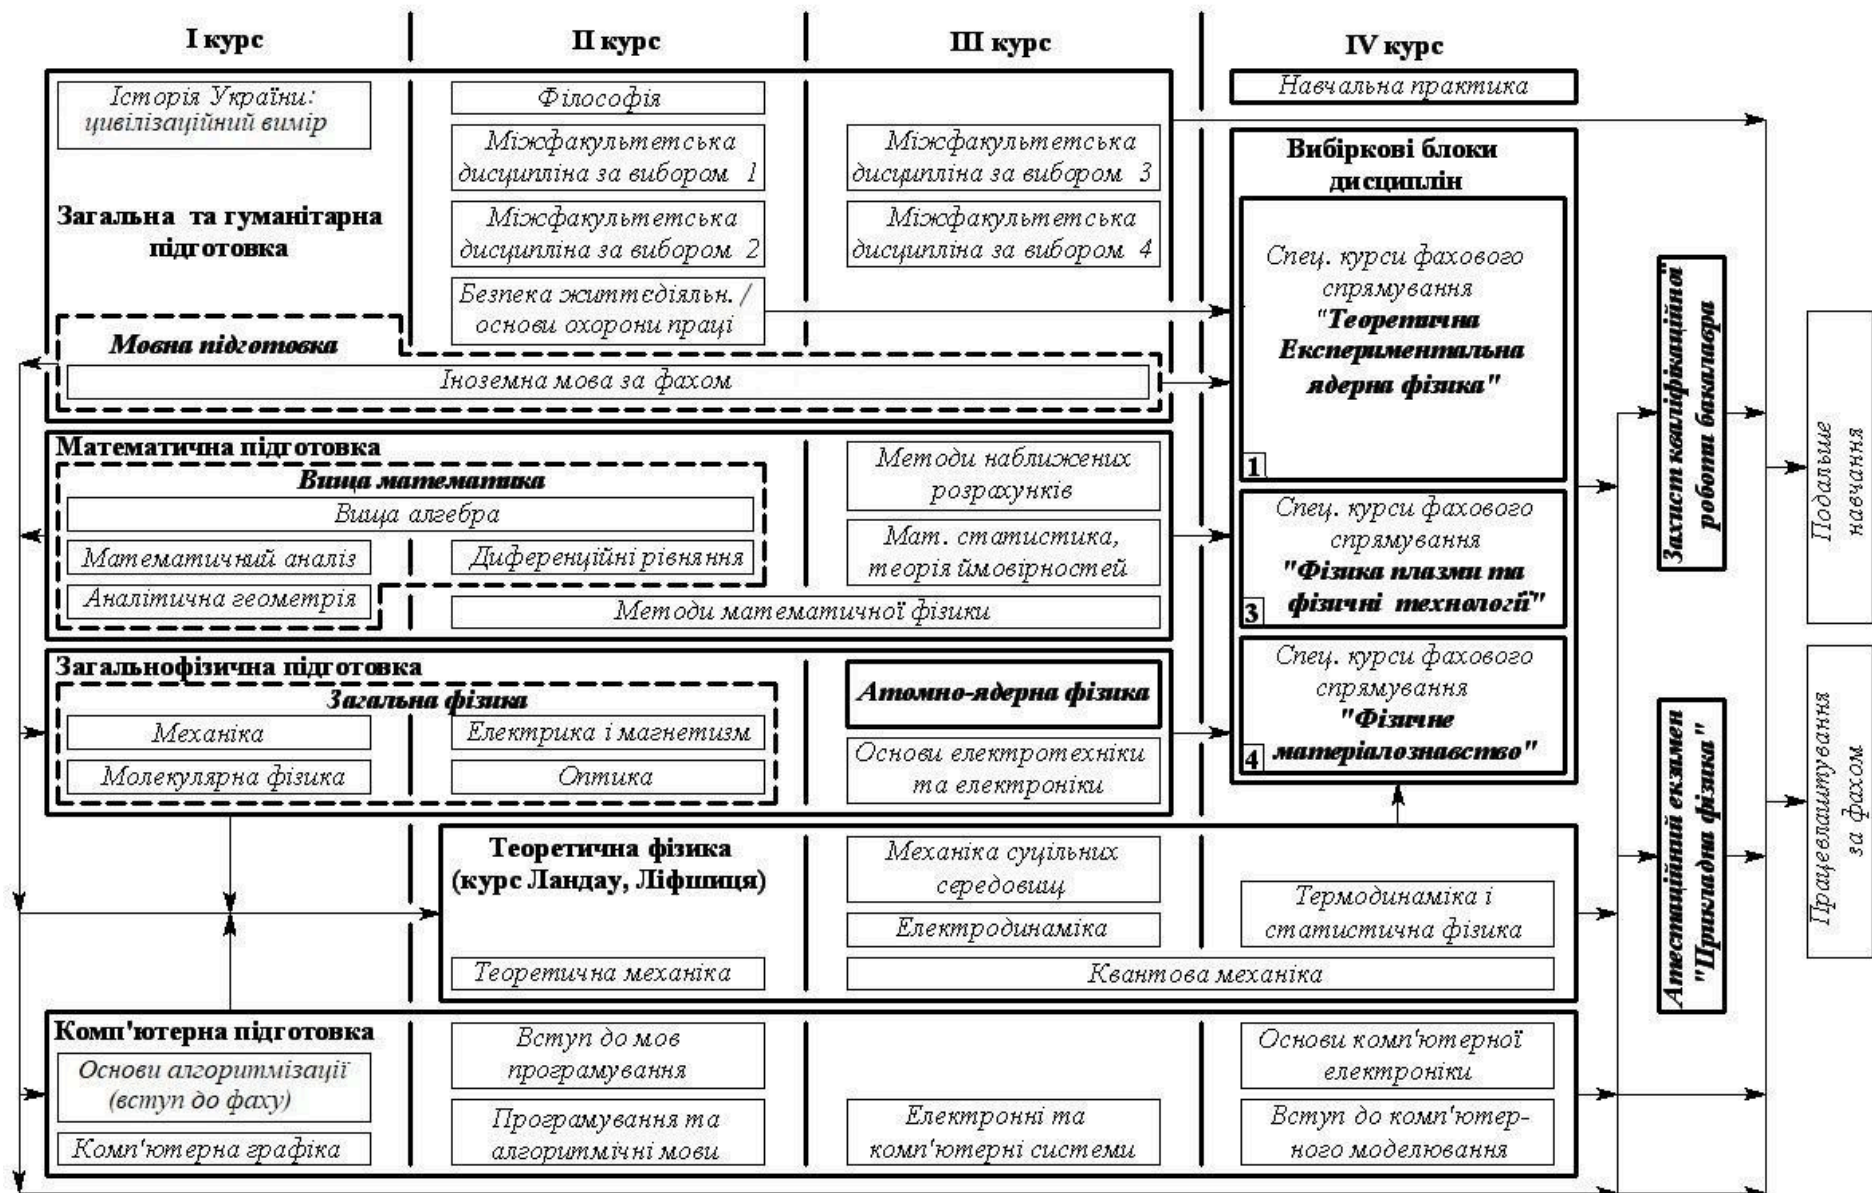 I курс
II курс
III курс
IV курс
Історія України:
цивілізаційний вимір
Загальна та гуманітарна
підготовка
Філософія
Міжфакультетська
дисципліна за вибором 1
Міжфакультетська
дисципліна за вибором 2
Безпека життєдіяльн. /
основи охорони праці
Міжфакультетська
дисципліна за вибором 3
Міжфакультетська
дисципліна за вибором 4
Мовна підготовка
Іноземна мова за фахом
Математична підготовка
Вища математика
Вища алгебра
Математичний аналіз
Диференційні рівняння
Аналітична геометрія
Методи математичної фізики
Методи наближених
розрахунків
Мат. статистика,
теорія ймовірностей
Загальнофізична підготовка
Загальна фізика
Механіка
Електрика і магнетизм
Молекулярна фізика
Оптика
Атомно-ядерна фізика
Основи електротехніки
та електроніки
Теоретична фізика
(курс Ландау, Ліфшиця)
Теоретична механіка
Механіка суцільних
середовищ
Електродинаміка
Термодинаміка і
статистична фізика
Квантова механіка
Комп'ютерна підготовка
Основи алгоритмізації
(вступ до фаху)
Комп'ютерна графіка
Вступ до мов
програмування
Програмування та
алгоритмічні мови
Електронні та
комп'ютерні системи
Основи комп'ютерної
електроніки
Вступ до комп'ютер-
ного моделювання
Навчальна практика
Вибіркові блоки
дисциплін
Спец. курси фахового
спрямування
"Теоретична
Експериментальна
ядерна фізика"
1
Спец. курси фахового
спрямування
"Фізика плазми та
фізичні технології"
3
Спец. курси фахового
спрямування
"Фізичне
матеріалознавство"
4
Захист кваліфікаційної
роботи бакалавра
Атестаційний екзамен
"Прикладна фізика"
Подальше
навчання
Працевлаштування
за фахом